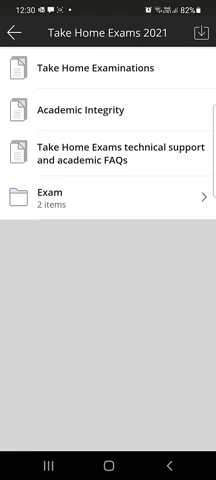 12:30 82%
Take Home Exams 2021
Take Home Examinations
Academic Integrity
Take Home Exams technical support
and academic FAQs
Exam
2 items